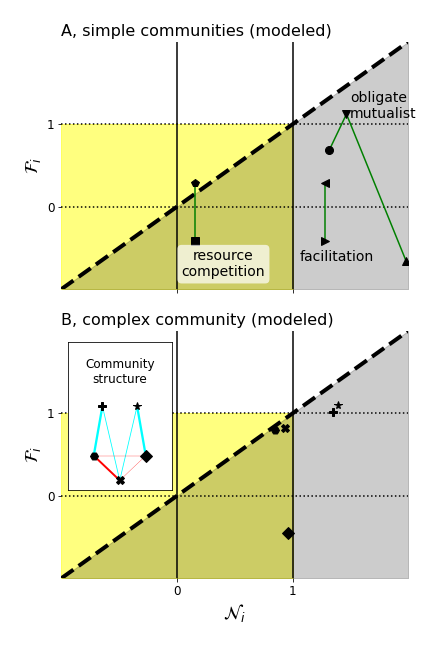 A, simple communities (modeled)
obligate
mutualist
1
ℱᵢ
0
resource
competition
facilitation
B, complex community (modeled)
Community
structure
1
ℱᵢ
0
0
1
𝒩ᵢ